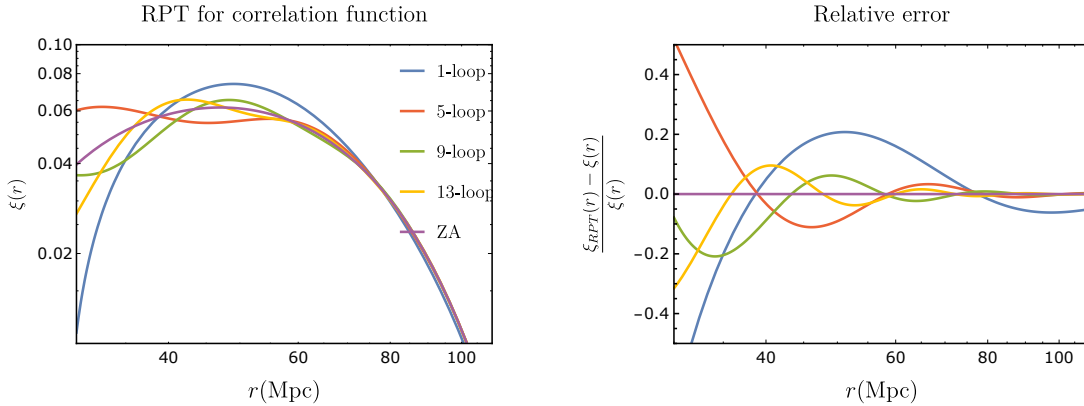 RPT for correlation function
0.10
0.08
0.06
0.04
0.02
ξ(r)
40
60
80
100
r(Mpc)
1-loop
5-loop
9-loop
13-loop
ZA
Relative error
0.4
0.2
0.0
-0.2
-0.4
ξRPT(r) − ξ(r)
ξ(r)
40
60
80
100
r(Mpc)